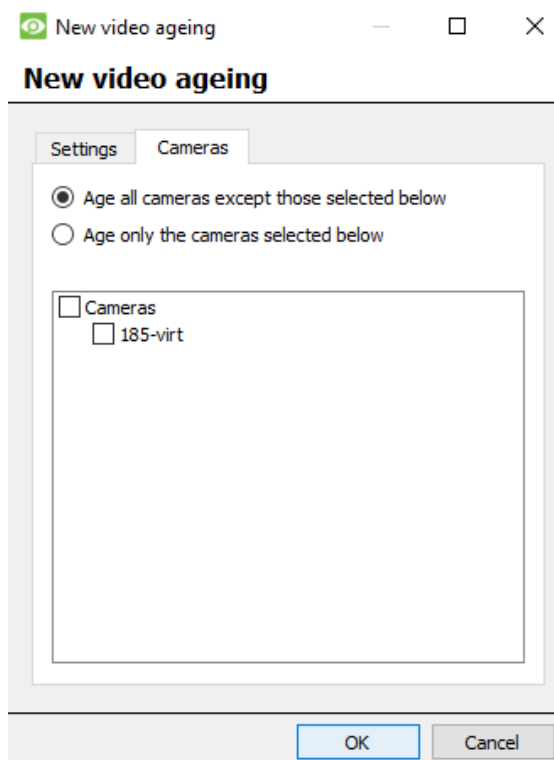 New video ageing
New video ageing
Settings Cameras
Age all cameras except those selected below
Age only the cameras selected below
Cameras
185-virt
OK Cancel